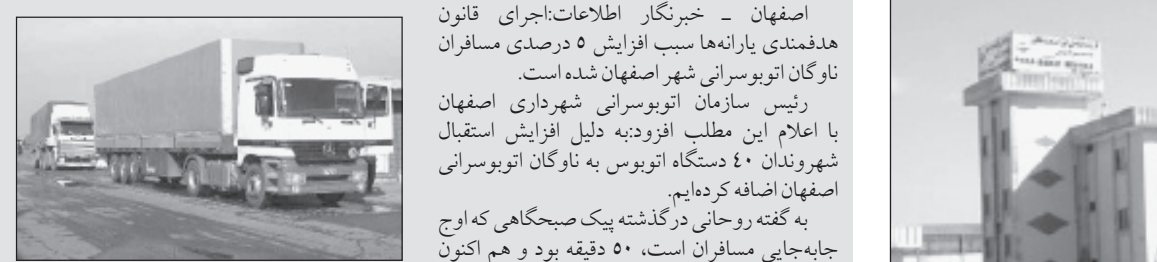 اصفهان ـ خبرنگار اطلاعات:اجرای قانون
هدفمندی یارانه‌ها سبب افزایش ٥ درصدی مسافران
ناوگان اتوبوسرانی شهر اصفهان شده است.
رئیس سازمان اتوبوسرانی شهرداری اصفهان
با اعلام این مطلب افزود:به دلیل افزایش استقبال
شهروندان ٤٠ دستگاه اتوبوس به ناوگان اتوبوسرانی
اصفهان اضافه کرده‌ایم.
به گفته روحانی درگذشته پیک صبحگاهی که اوج
جابه‌جایی مسافران است، ٥٠ دقیقه بود و هم اکنون